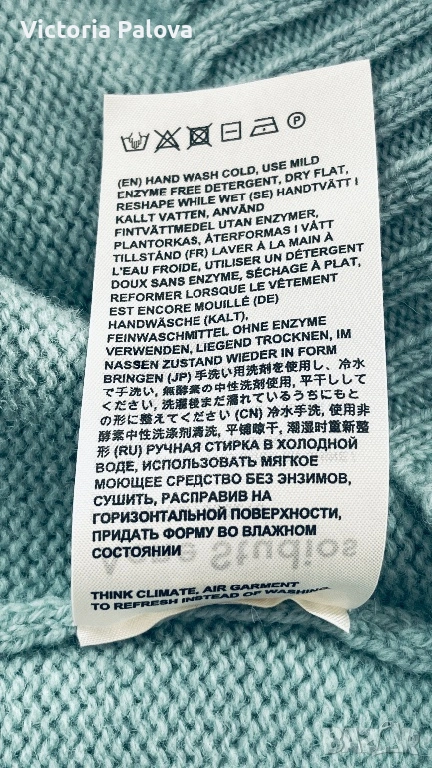 Victoria Palova
(EN) HAND WASH COLD, USE MILD
ENZYME FREE DETERGENT, DRY FLAT,
RESHAPE WHILE WET (SE) HANDTVÄTT I
KALLT VATTEN, ANVÄND
FINTVÄTTMEDEL UTAN ENZYMER,
PLANTORKAS, ÅTERFORMAS I VÅTT
TILLSTÅND (FR) LAVER À LA MAIN À
L'EAU FROIDE, UTILISER UN DÉTERGENT
DOUX SANS ENZYME, SÉCHAGE À PLAT,
REFORMER LORSQUE LE VÊTEMENT
EST ENCORE MOUILLÉ (DE)
HANDWÄSCHE (KALT),
FEINWASCHMITTEL OHNE ENZYME
VERWENDEN, LIEGEND TROCKNEN, IM
NASSEN ZUSTAND WIEDER IN FORM
BRINGEN (JP) 手洗い用洗剤を使用し、冷水
で手洗い, 無酵素の中性洗剤使用, 平干しして
ください, 洗濯後まだ濡れているうちにもと
の形に整えてください (CN) 冷水手洗, 使用非
酵素中性洗涤剂清洗, 平铺晾干, 潮湿时重新整
形 (RU) РУЧНАЯ СТИРКА В ХОЛОДНОЙ
ВОДЕ, ИСПОЛЬЗОВАТЬ МЯГКОЕ
МОЮЩЕЕ СРЕДСТВО БЕЗ ЭНЗИМОВ,
СУШИТЬ, РАСПРАВИВ НА
ГОРИЗОНТАЛЬНОЙ ПОВЕРХНОСТИ,
ПРИДАТЬ ФОРМУ ВО ВЛАЖНОМ
СОСТОЯНИИ
Acne Studios
THINK CLIMATE, AIR GARMENT
TO REFRESH INSTEAD OF WASHING